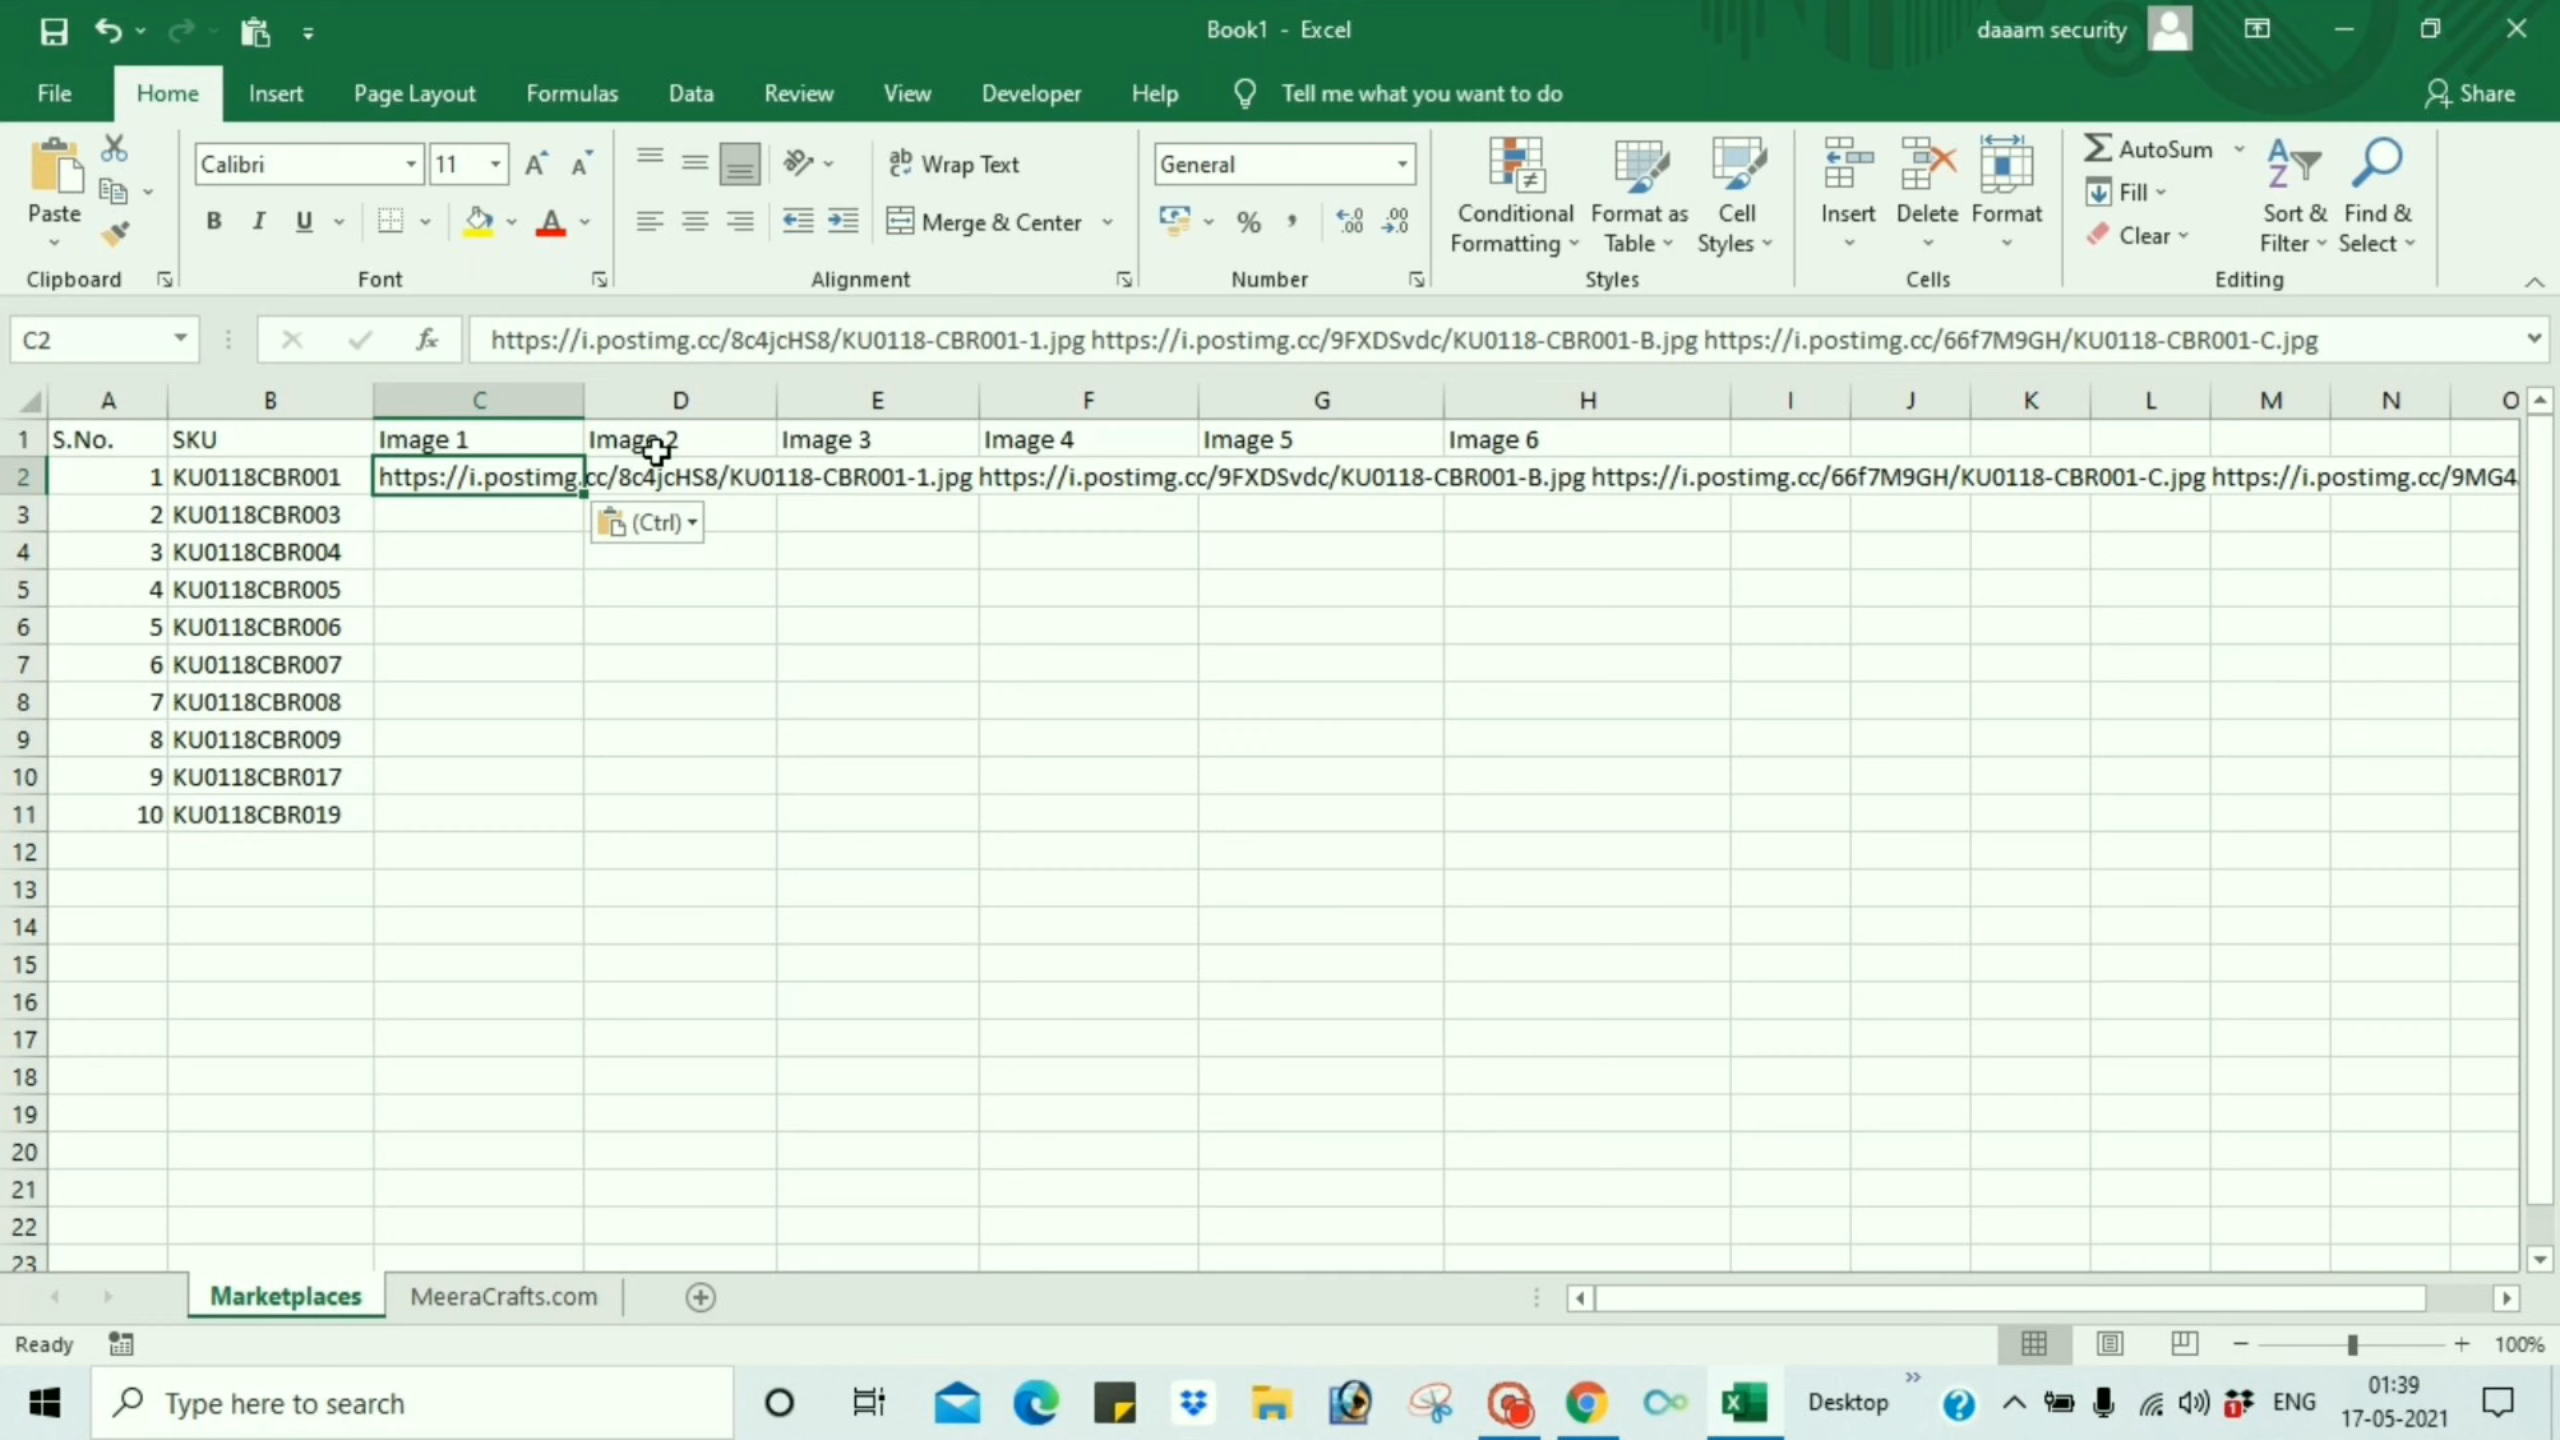 Book1 - Excel
daaam security
File Home Insert Page Layout Formulas Data Review View Developer Help Tell me what you want to do Share
Calibri 11 ab Wrap Text General AutoSum
Paste B I U Merge & Center % Conditional Formatting Format as Table Cell Styles Insert Delete Format Fill Clear Sort & Filter Find & Select
Clipboard Font Alignment Number Styles Cells Editing
C2 fx https://i.postimg.cc/8c4jcHS8/KU0118-CBR001-1.jpg https://i.postimg.cc/9FXDSvdc/KU0118-CBR001-B.jpg https://i.postimg.cc/66f7M9GH/KU0118-CBR001-C.jpg
A B C D E F G H I J K L M N O
1 S.No. SKU Image 1 Image 2 Image 3 Image 4 Image 5 Image 6
2 1 KU0118CBR001 https://i.postimg.cc/8c4jcHS8/KU0118-CBR001-1.jpg https://i.postimg.cc/9FXDSvdc/KU0118-CBR001-B.jpg https://i.postimg.cc/66f7M9GH/KU0118-CBR001-C.jpg https://i.postimg.cc/9MG4
3 2 KU0118CBR003 (Ctrl)
4 3 KU0118CBR004
5 4 KU0118CBR005
6 5 KU0118CBR006
7 6 KU0118CBR007
8 7 KU0118CBR008
9 8 KU0118CBR009
10 9 KU0118CBR017
11 10 KU0118CBR019
12
13
14
15
16
17
18
19
20
21
22
23
Marketplaces MeeraCrafts.com
Ready 100%
Type here to search Desktop ENG 01:39
17-05-2021